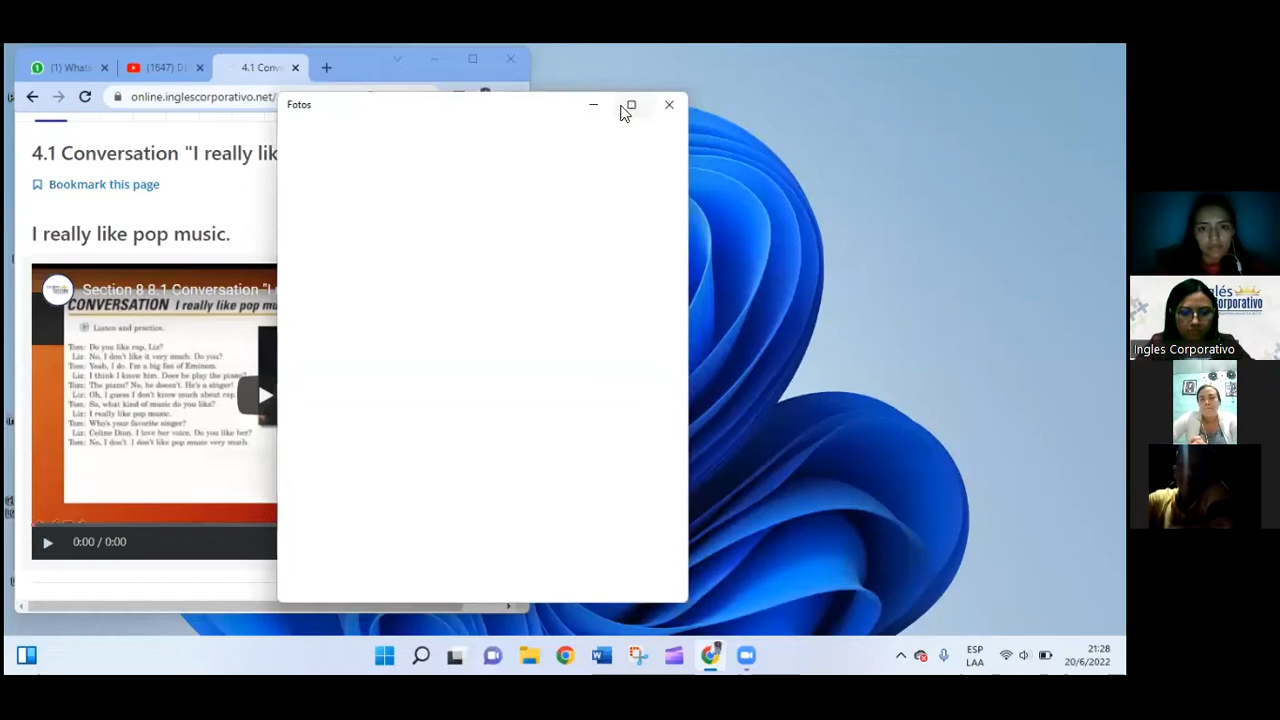 (1) Whats
(1647) D
4.1 Conv
online.inglescorporativo.net/
4.1 Conversation "I really lik
Bookmark this page
I really like pop music.
Section 8 8.1 Conversation "I
CONVERSATION I really like pop mu
Listen and practice.
Tom: Do you like rap, Liz?
Liz: No, I don't like it very much. Do you?
Tom: Yeah, I do. I'm a big fan of Eminem.
Liz: I think I know him. Does he play the piano?
Tom: The piano? No, he doesn't. He's a singer!
Liz: Oh, I guess I don't know much about rap.
Tom: So, what kind of music do you like?
Liz: I really like pop music.
Tom: Who's your favorite singer?
Liz: Celine Dion. I love her voice. Do you like her?
Tom: No, I don't. I don't like pop music very much.
0:00 / 0:00
Fotos
ESP
LAA
21:28
20/6/2022
Inglés
Corporativo
Ingles Corporativo